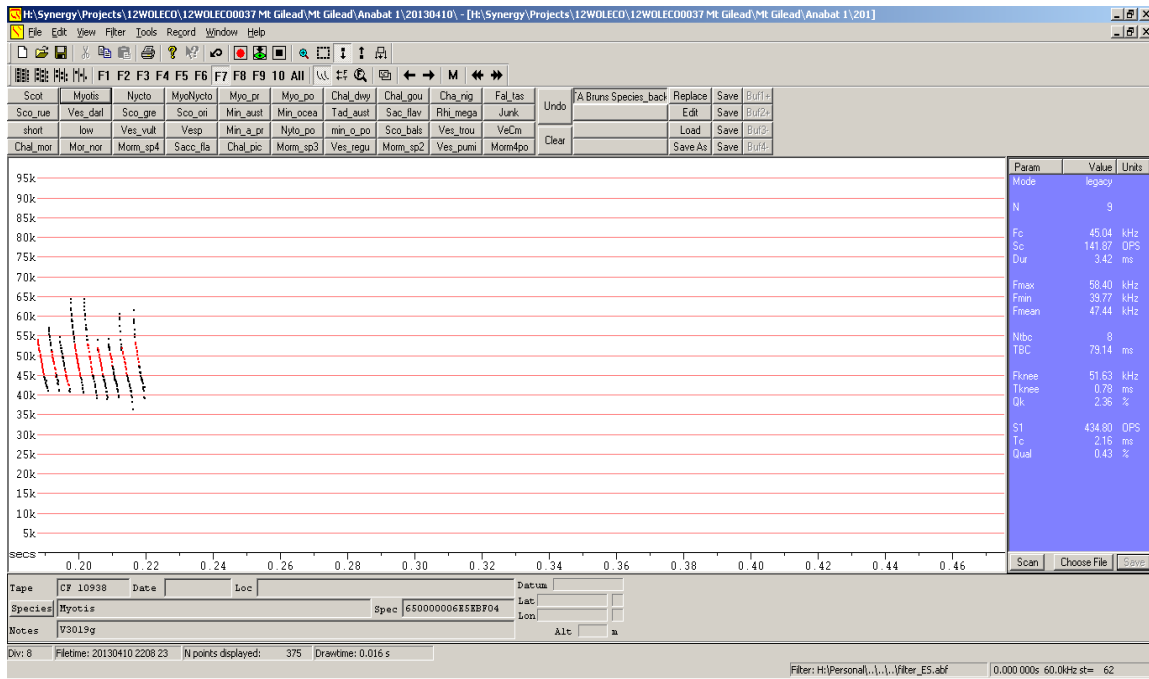 H:\Synergy\Projects\12WOLECO\12WOLECO0037 Mt Gilead\Mt Gilead\Anabat 1\20130410\ - [H:\Synergy\Projects\12WOLECO\12WOLECO0037 Mt Gilead\Mt Gilead\Anabat 1\201]
File Edit View Filter Tools Record Window Help
F1 F2 F3 F4 F5 F6 F7 F8 F9 10 All M
Scot Myotis Nycto MyoNycto Myo_pr Myo_po Chal_dwy Chal_gou Cha_nig Fal_tas Undo TA Bruns Species_back Replace Save Buf1+
Sco_rue Ves_darl Sco_gre Sco_ori Min_aust Min_ocea Tad_aust Sac_flav Rhi_mega Junk Edit Save Buf2+
short low Ves_vult Vesp Min_a_pr Nyto_po min_o_po Sco_bals Ves_trou VeCm Clear Load Save Buf3-
Chal_mor Mor_nor Morm_sp4 Sacc_fla Chal_pic Morm_sp3 Ves_regu Morm_sp2 Ves_pumi Morm4po Save As Save Buf4-
95k
90k
85k
80k
75k
70k
65k
60k
55k
50k
45k
40k
35k
30k
25k
20k
15k
10k
5k
secs 0.20 0.22 0.24 0.26 0.28 0.30 0.32 0.34 0.36 0.38 0.40 0.42 0.44 0.46
Param Value Units
Mode legacy
N 9
Fc 45.04 kHz
Sc 141.87 OPS
Dur 3.42 ms
Fmax 58.40 kHz
Fmin 39.77 kHz
Fmean 47.44 kHz
Ntbc 8
TBC 79.14 ms
Fknee 51.63 kHz
Tknee 0.78 ms
Qk 2.36 %
S1 434.80 OPS
Tc 2.16 ms
Qual 0.43 %
Scan Choose File Save
Tape CF 10938 Date Loc Datum
Species Myotis Spec 650000006E5EBF04 Lat
Lon
Notes V3019g Alt m
Div: 8 Filetime: 20130410 2208 23 N points displayed: 375 Drawtime: 0.016 s
Filter: H:\Personal\..\..\..\filter_ES.abf 0.000 000s 60.0kHz st= 62